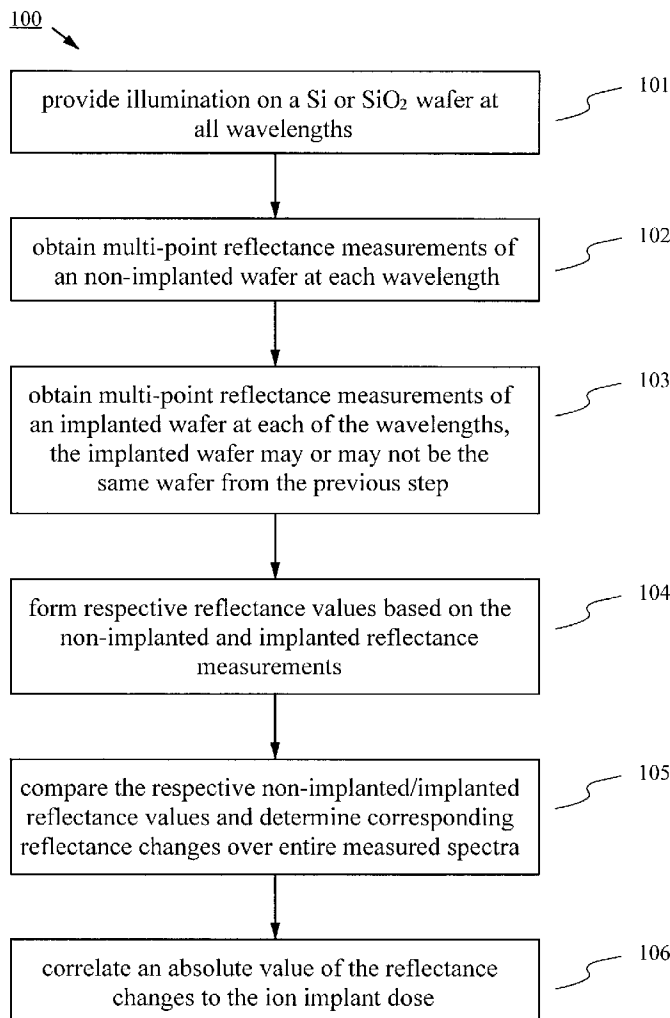 100
provide illumination on a Si or SiO₂ wafer at
all wavelengths
101
obtain multi-point reflectance measurements of
an non-implanted wafer at each wavelength
102
obtain multi-point reflectance measurements of
an implanted wafer at each of the wavelengths,
the implanted wafer may or may not be the
same wafer from the previous step
103
form respective reflectance values based on the
non-implanted and implanted reflectance
measurements
104
compare the respective non-implanted/implanted
reflectance values and determine corresponding
reflectance changes over entire measured spectra
105
correlate an absolute value of the reflectance
changes to the ion implant dose
106